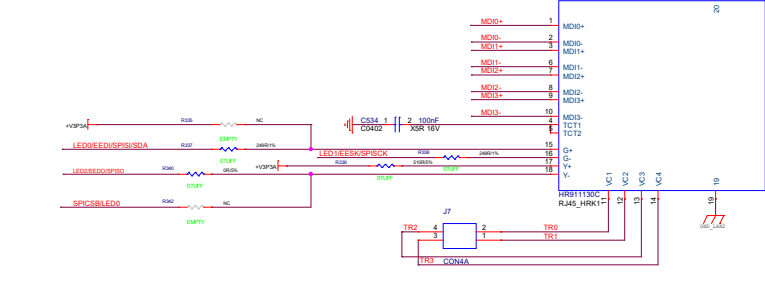 20
MDI0+ 1 MDI0+
MDI0- 2 MDI0-
MDI1+ 3 MDI1+
MDI1- 6 MDI1-
MDI2+ 7 MDI2+
MDI2- 8 MDI2-
MDI3+ 9 MDI3+
MDI3- 10 MDI3-
C534 1 2 100nF 4 TCT1
C0402 X5R 16V 5 TCT2
+V3P3A R335 NC
EMPTY
LED0/EEDI/SPISI/SDA R337 249R/1%
STUFF
15 G+
LED1/EESK/SPISCK R338 249R/1% 16 G-
+V3P3A R339 510R/5% 17 Y+
STUFF
STUFF
LED2/EEDO/SPISO R340 0R/5% 18 Y-
STUFF
SPICSB/LED0 R342 NC
EMPTY
VC1 VC2 VC3 VC4 19
HR911130C
RJ45_HRK1
11 12 13 14 19
J7
TR2 4 2 TR0
3 1 TR1
TR3 CON4A